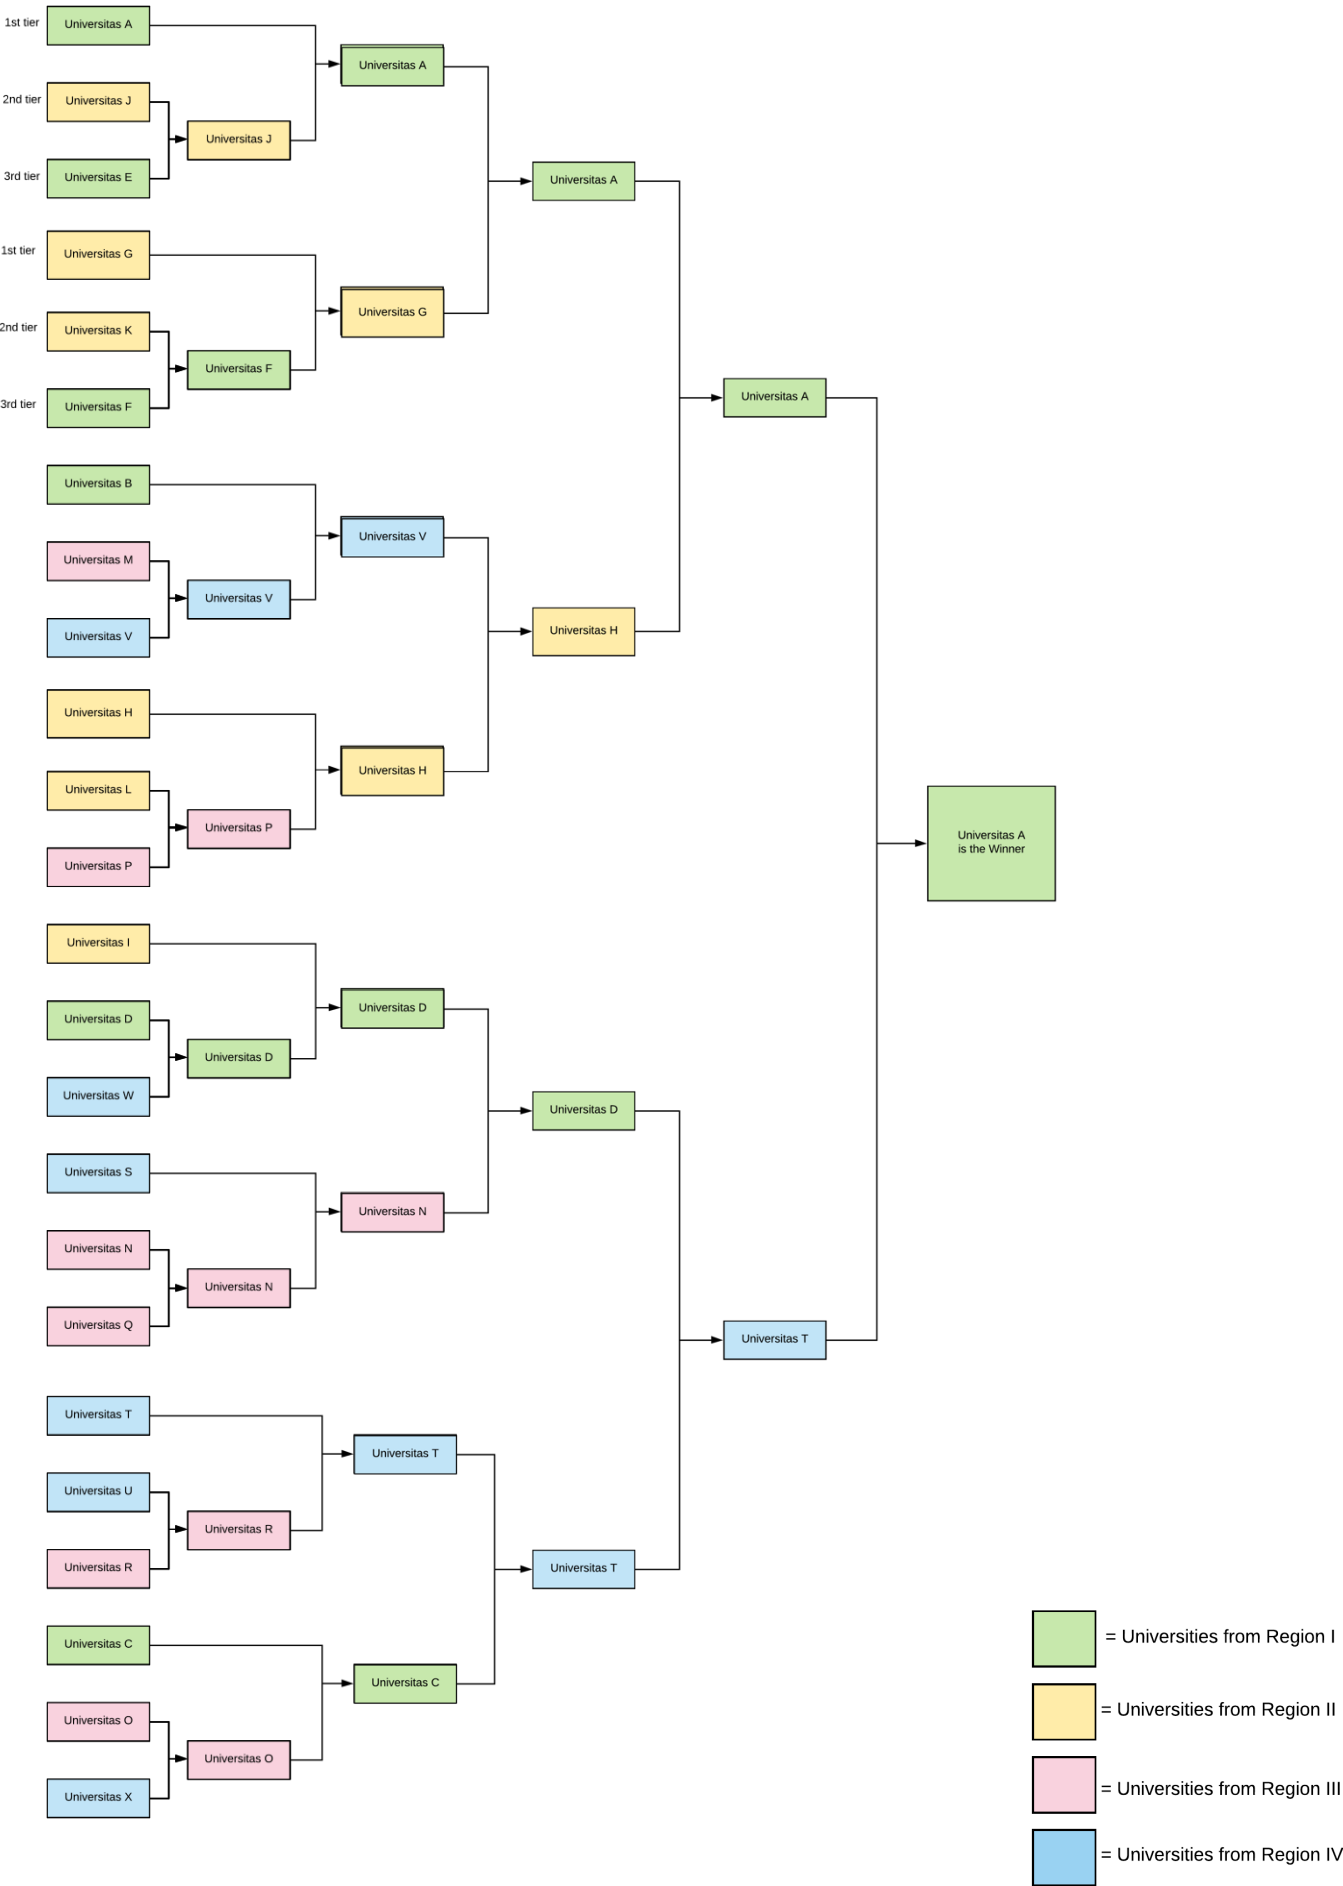 1st tier
Universitas A
Universitas A
2nd tier
Universitas J
Universitas J
3rd tier
Universitas E
Universitas A
1st tier
Universitas G
Universitas G
2nd tier
Universitas K
Universitas F
3rd tier
Universitas F
Universitas A
Universitas B
Universitas V
Universitas M
Universitas V
Universitas V
Universitas H
Universitas H
Universitas H
Universitas L
Universitas P
Universitas P
Universitas A
is the Winner
Universitas I
Universitas D
Universitas D
Universitas D
Universitas W
Universitas D
Universitas S
Universitas N
Universitas N
Universitas N
Universitas Q
Universitas T
Universitas T
Universitas T
Universitas U
Universitas R
Universitas R
Universitas T
Universitas C
Universitas C
Universitas O
Universitas O
Universitas X
= Universities from Region I
= Universities from Region II
= Universities from Region III
= Universities from Region IV